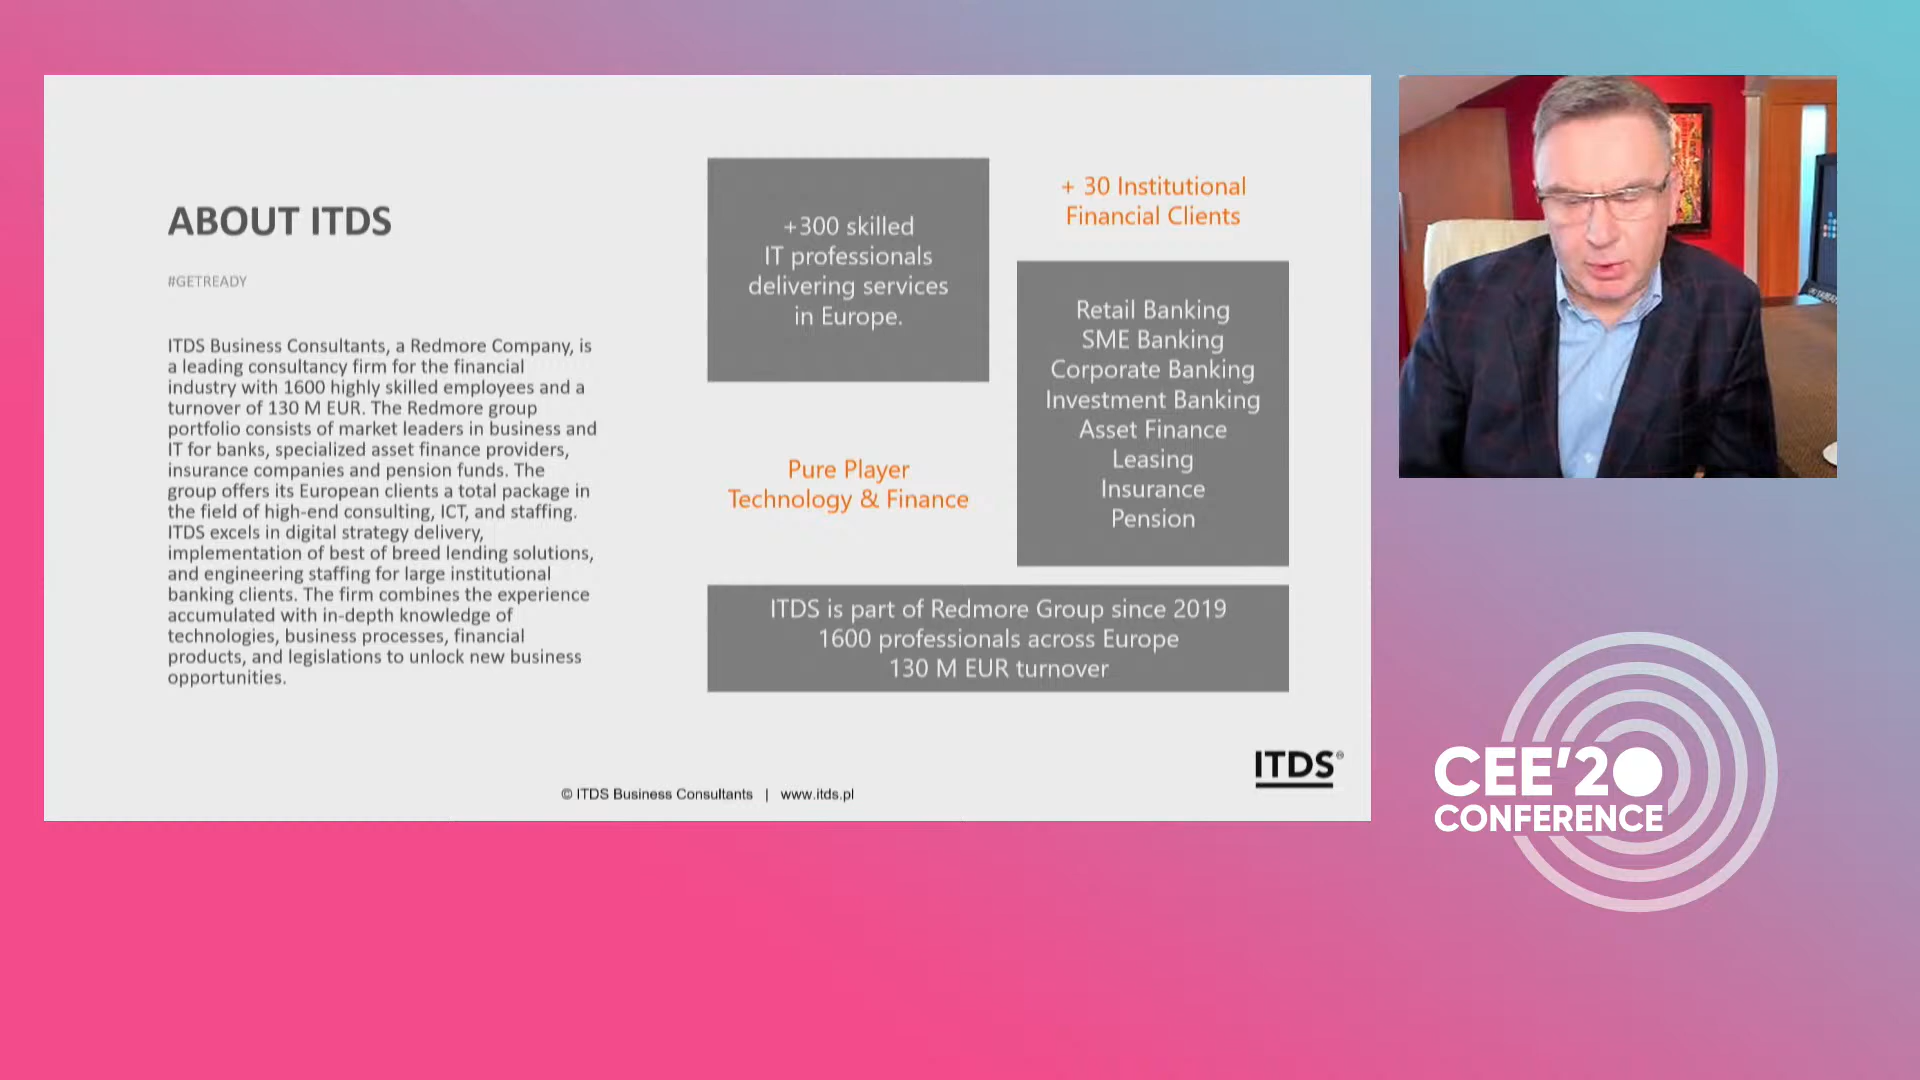 ABOUT ITDS
#GETREADY
ITDS Business Consultants, a Redmore Company, is
a leading consultancy firm for the financial
industry with 1600 highly skilled employees and a
turnover of 130 M EUR. The Redmore group
portfolio consists of market leaders in business and
IT for banks, specialized asset finance providers,
insurance companies and pension funds. The
group offers its European clients a total package in
the field of high-end consulting, ICT, and staffing.
ITDS excels in digital strategy delivery,
implementation of best of breed lending solutions,
and engineering staffing for large institutional
banking clients. The firm combines the experience
accumulated with in-depth knowledge of
technologies, business processes, financial
products, and legislations to unlock new business
opportunities.
+300 skilled
IT professionals
delivering services
in Europe.
+ 30 Institutional
Financial Clients
Retail Banking
SME Banking
Corporate Banking
Investment Banking
Asset Finance
Leasing
Insurance
Pension
Pure Player
Technology & Finance
ITDS is part of Redmore Group since 2019
1600 professionals across Europe
130 M EUR turnover
ITDS®
© ITDS Business Consultants | www.itds.pl
CEE'20
CONFERENCE